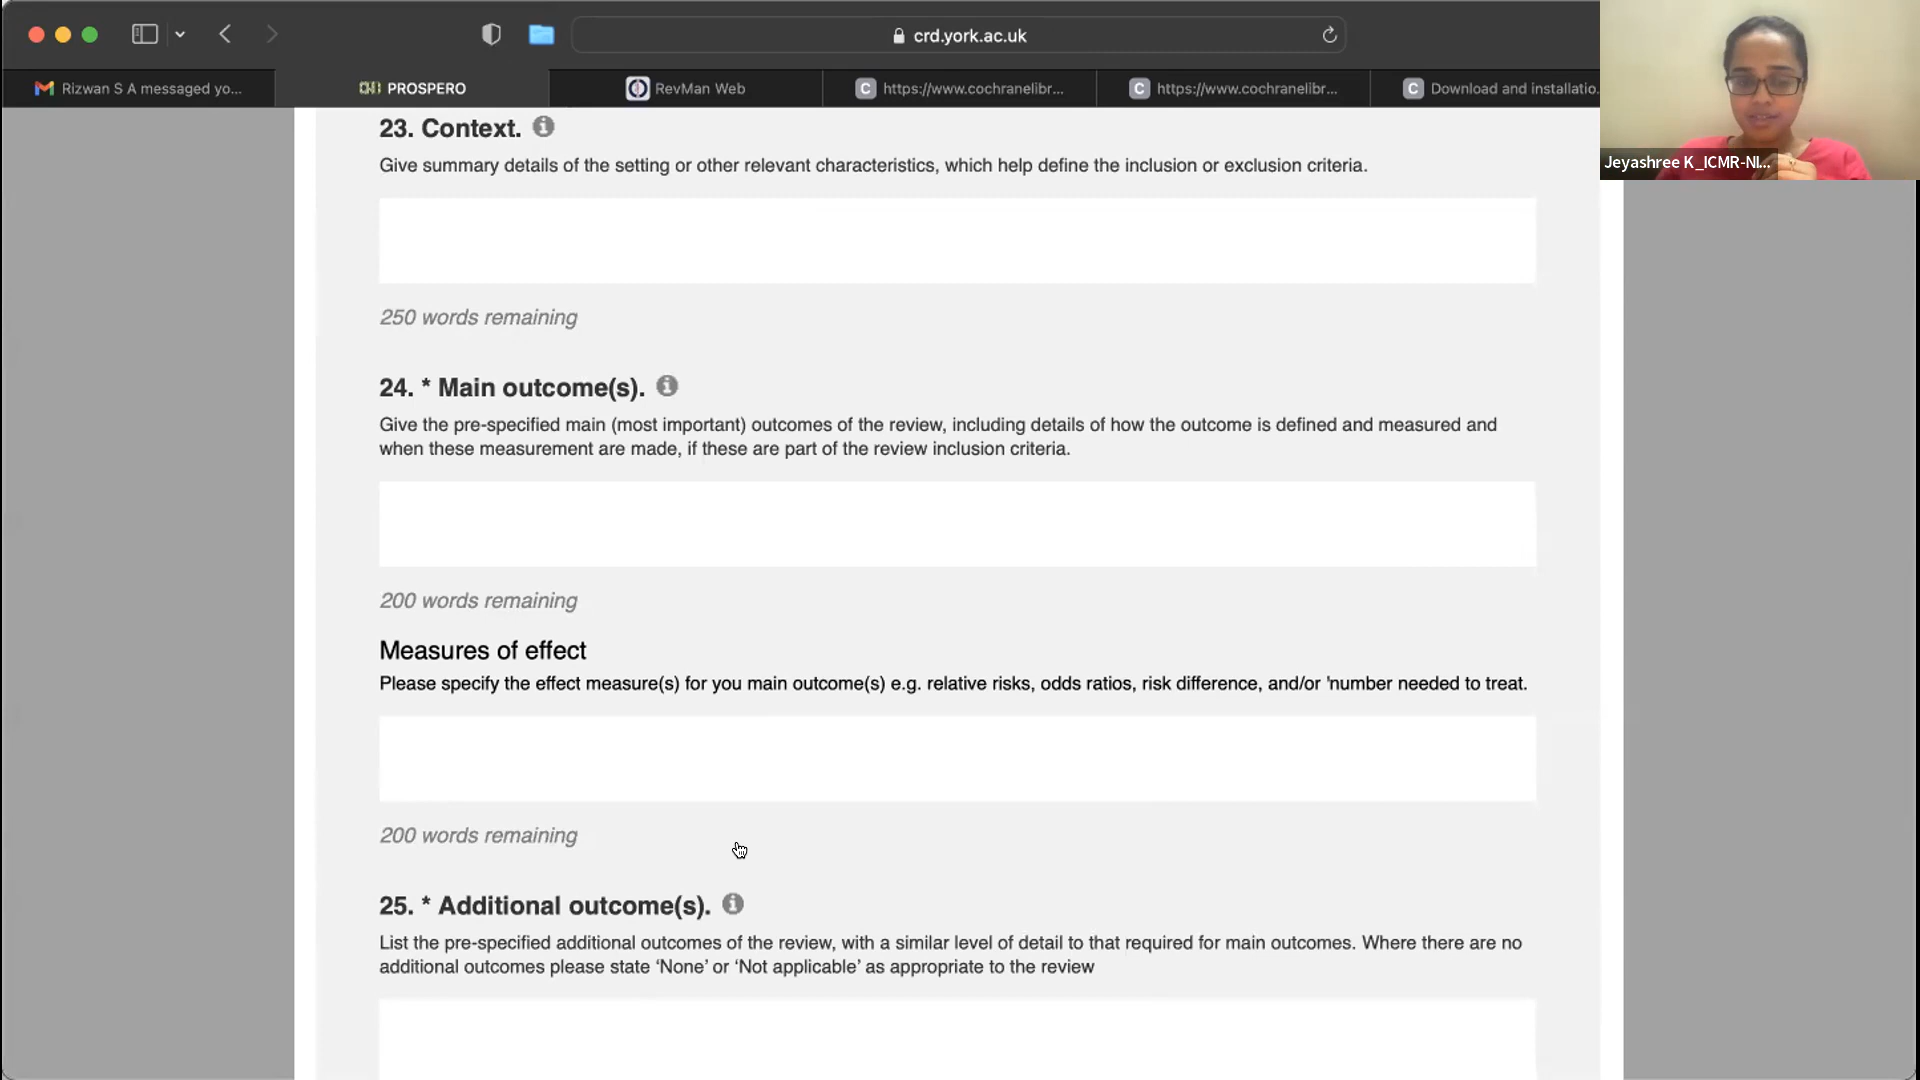 crd.york.ac.uk
Rizwan S A messaged yo...
PROSPERO
RevMan Web
https://www.cochranelibr...
https://www.cochranelibr...
Download and installatio.
Jeyashree K_ICMR-NI...
23. Context.
Give summary details of the setting or other relevant characteristics, which help define the inclusion or exclusion criteria.
250 words remaining
24. * Main outcome(s).
Give the pre-specified main (most important) outcomes of the review, including details of how the outcome is defined and measured and
when these measurement are made, if these are part of the review inclusion criteria.
200 words remaining
Measures of effect
Please specify the effect measure(s) for you main outcome(s) e.g. relative risks, odds ratios, risk difference, and/or 'number needed to treat.
200 words remaining
25. * Additional outcome(s).
List the pre-specified additional outcomes of the review, with a similar level of detail to that required for main outcomes. Where there are no
additional outcomes please state ‘None’ or ‘Not applicable’ as appropriate to the review